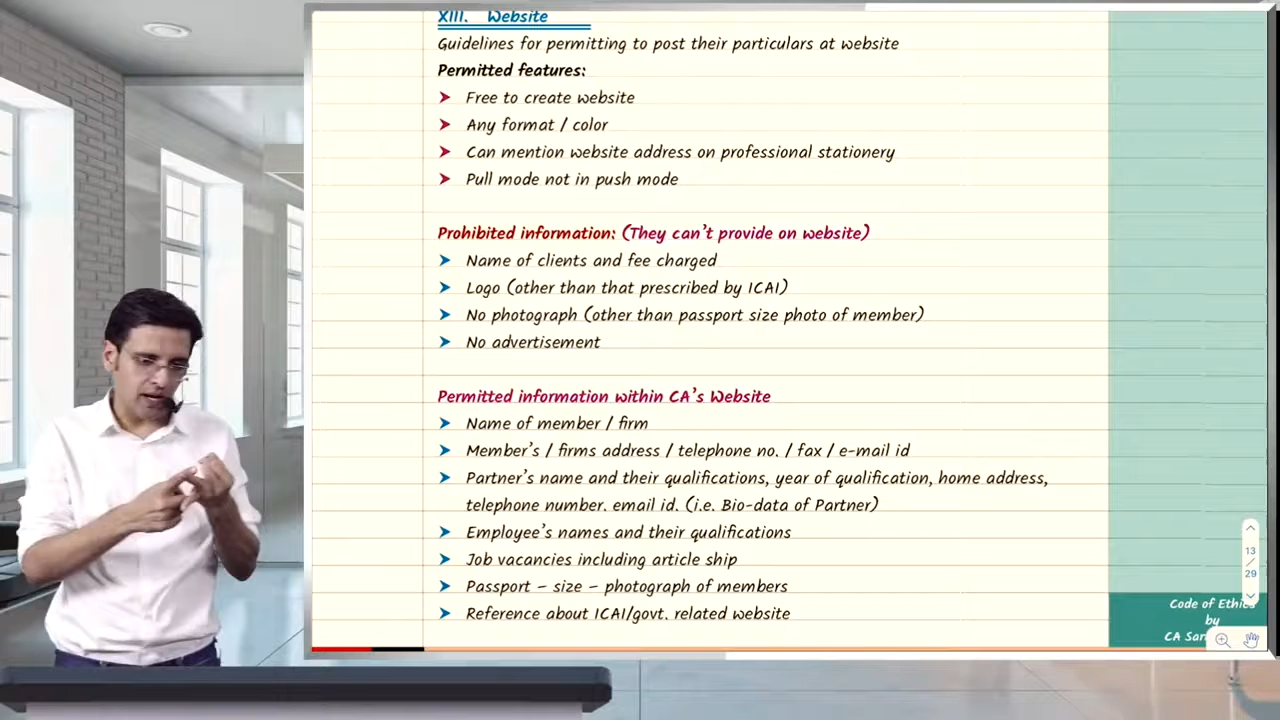 XIII. Website
Guidelines for permitting to post their particulars at website
Permitted features:
➤ Free to create website
➤ Any format / color
➤ Can mention website address on professional stationery
➤ Pull mode not in push mode
Prohibited information: (They can't provide on website)
➤ Name of clients and fee charged
➤ Logo (other than that prescribed by ICAI)
➤ No photograph (other than passport size photo of member)
➤ No advertisement
Permitted information within CA's Website
➤ Name of member / firm
➤ Member's / firms address / telephone no. / fax / e-mail id
➤ Partner's name and their qualifications, year of qualification, home address,
telephone number. email id. (i.e. Bio-data of Partner)
➤ Employee's names and their qualifications
➤ Job vacancies including article ship
➤ Passport – size – photograph of members
➤ Reference about ICAI/govt. related website
13
/
29
Code of Ethics
by
CA